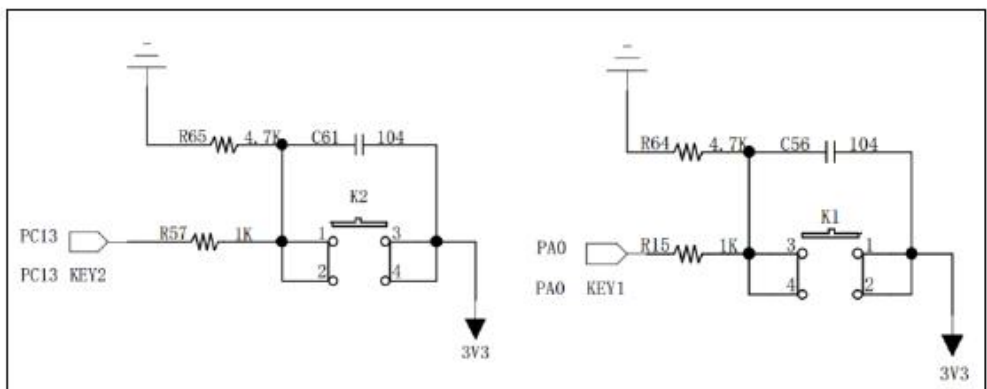 R65 4.7K C61 104
K2
PC13 R57 1K 1 3
PC13 KEY2 2 4
3V3
R64 4.7K C56 104
K1
PA0 R15 1K 3 1
PA0 KEY1 4 2
3V3